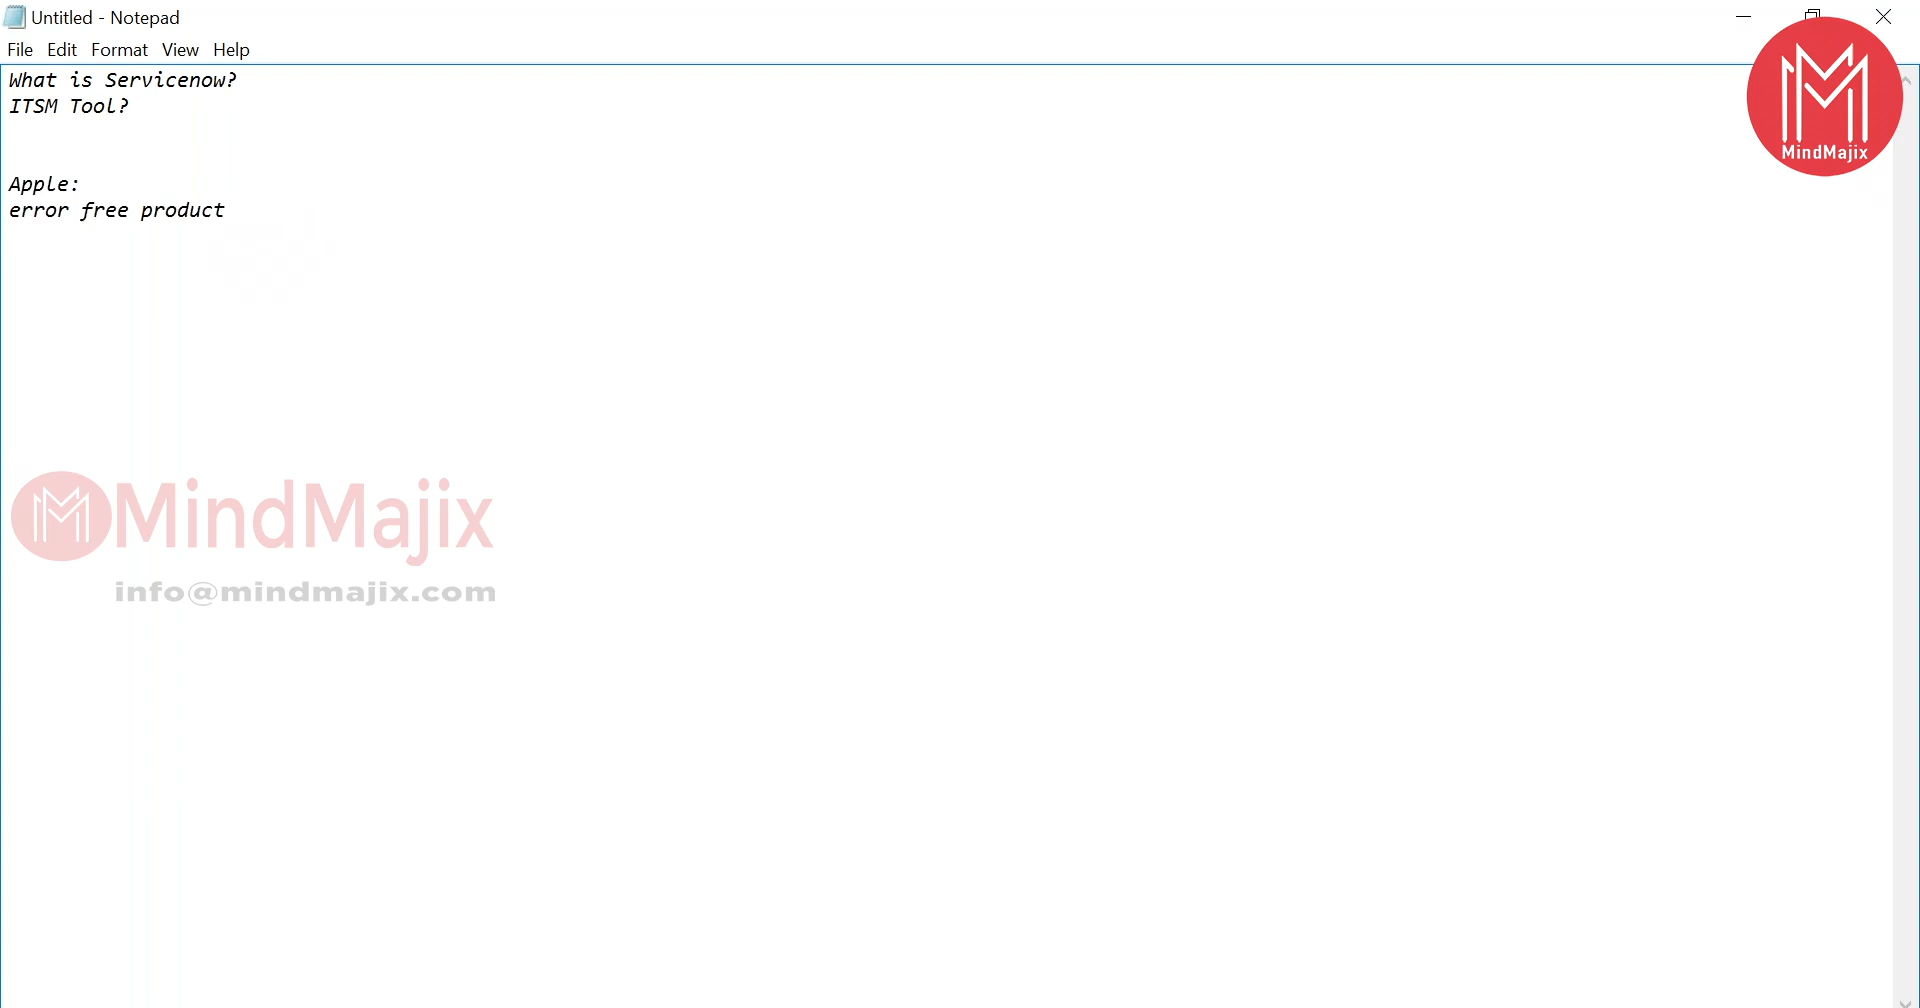 Untitled - Notepad
File Edit Format View Help
What is Servicenow?
ITSM Tool?
Apple:
error free product
MindMajix
MindMajix
info@mindmajix.com